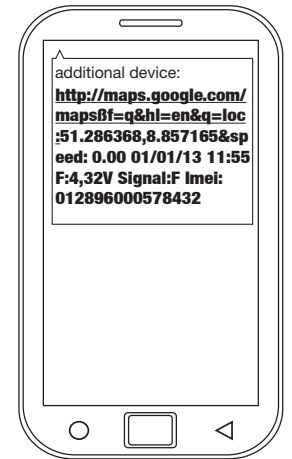 additional device:
http://maps.google.com/
mapsßf=q&hl=en&q=loc
:51.286368,8.857165&sp
eed: 0.00 01/01/13 11:55
F:4,32V Signal:F Imei:
012896000578432